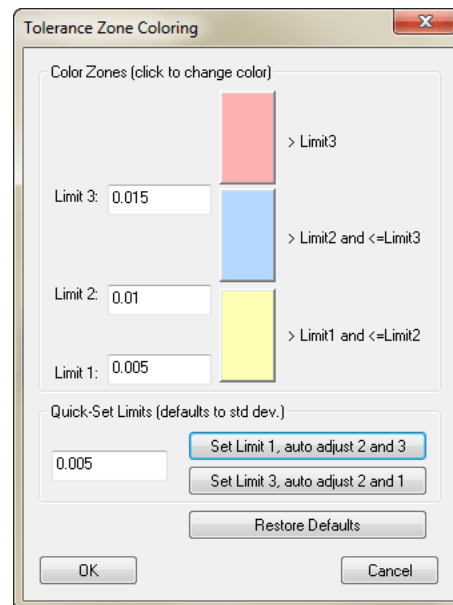 Tolerance Zone Coloring
Color Zones (click to change color)
> Limit3
Limit 3: 0.015
> Limit2 and <=Limit3
Limit 2: 0.01
> Limit1 and <=Limit2
Limit 1: 0.005
Quick-Set Limits (defaults to std dev.)
Set Limit 1, auto adjust 2 and 3
0.005
Set Limit 3, auto adjust 2 and 1
Restore Defaults
OK Cancel